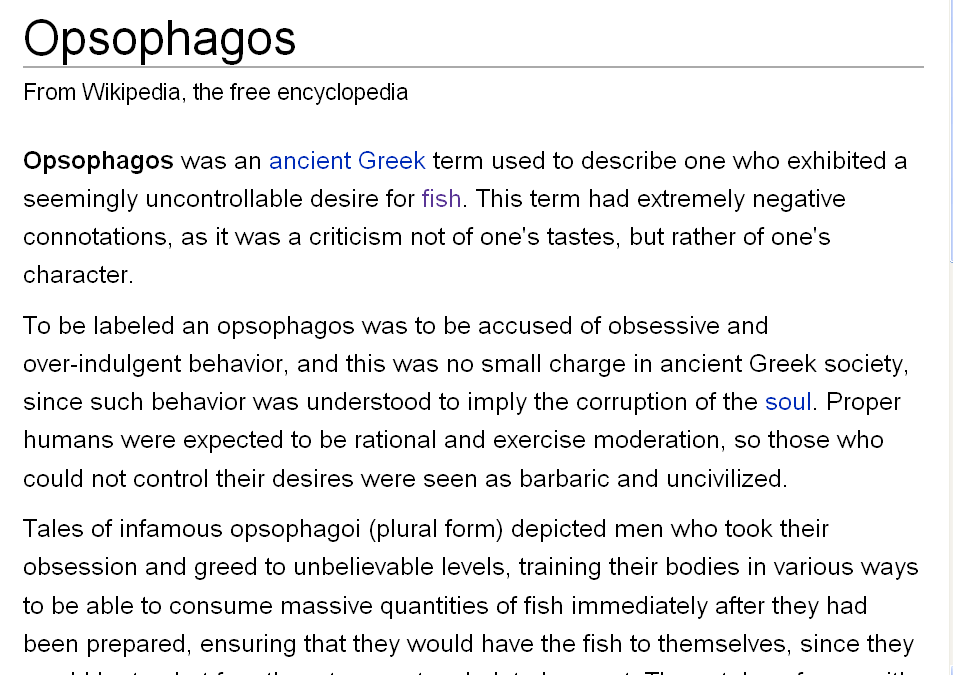 Opsophagos
From Wikipedia, the free encyclopedia
Opsophagos was an ancient Greek term used to describe one who exhibited a
seemingly uncontrollable desire for fish. This term had extremely negative
connotations, as it was a criticism not of one's tastes, but rather of one's
character.
To be labeled an opsophagos was to be accused of obsessive and
over-indulgent behavior, and this was no small charge in ancient Greek society,
since such behavior was understood to imply the corruption of the soul. Proper
humans were expected to be rational and exercise moderation, so those who
could not control their desires were seen as barbaric and uncivilized.
Tales of infamous opsophagoi (plural form) depicted men who took their
obsession and greed to unbelievable levels, training their bodies in various ways
to be able to consume massive quantities of fish immediately after they had
been prepared, ensuring that they would have the fish to themselves, since they